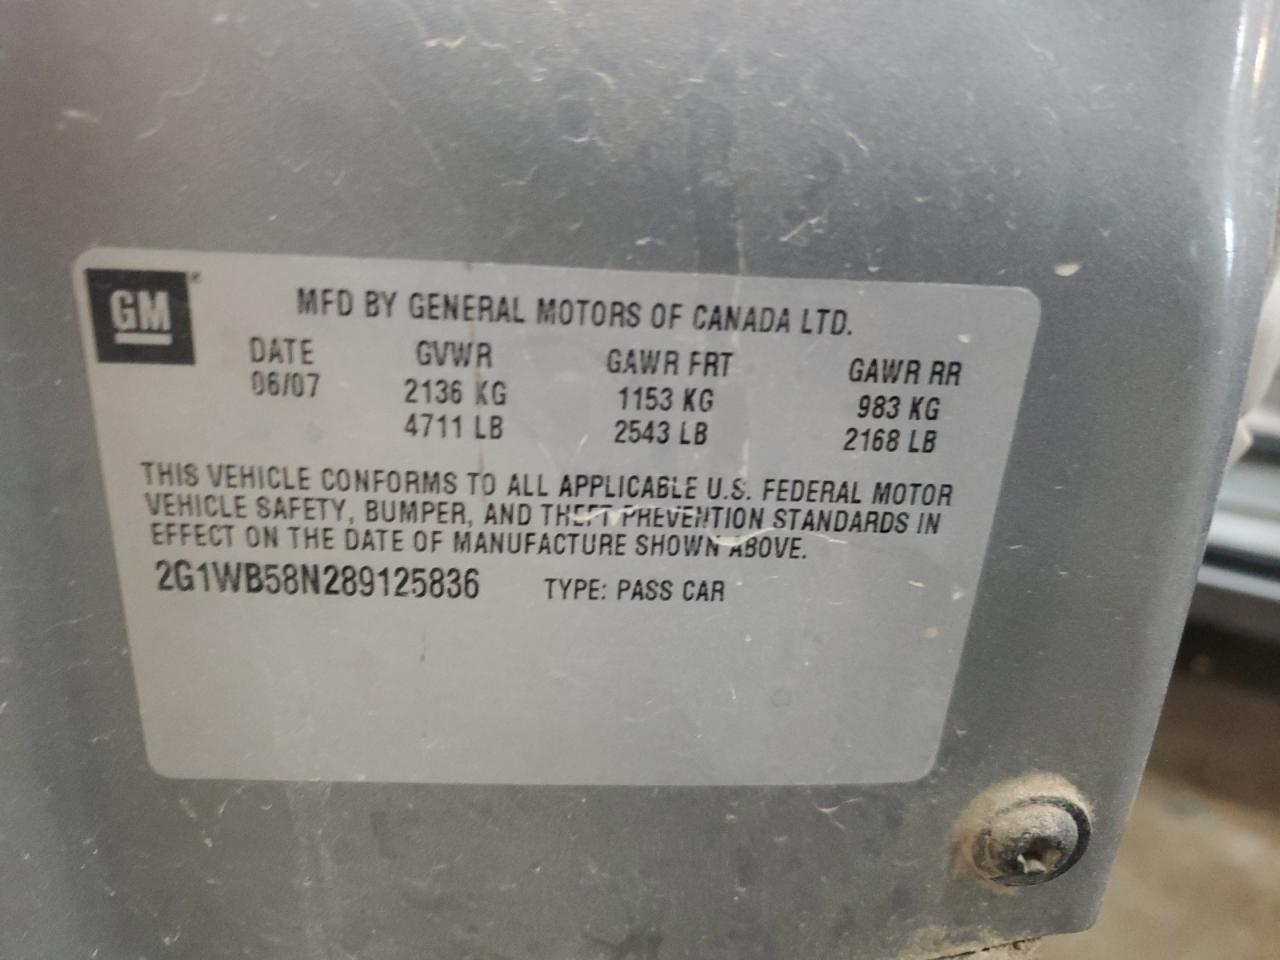 GM
MFD BY GENERAL MOTORS OF CANADA LTD.
DATE GVWR GAWR FRT GAWR RR
06/07 2136 KG 1153 KG 983 KG
4711 LB 2543 LB 2168 LB
THIS VEHICLE CONFORMS TO ALL APPLICABLE U.S. FEDERAL MOTOR
VEHICLE SAFETY, BUMPER, AND THEFT PREVENTION STANDARDS IN
EFFECT ON THE DATE OF MANUFACTURE SHOWN ABOVE.
2G1WB58N289125836 TYPE: PASS CAR